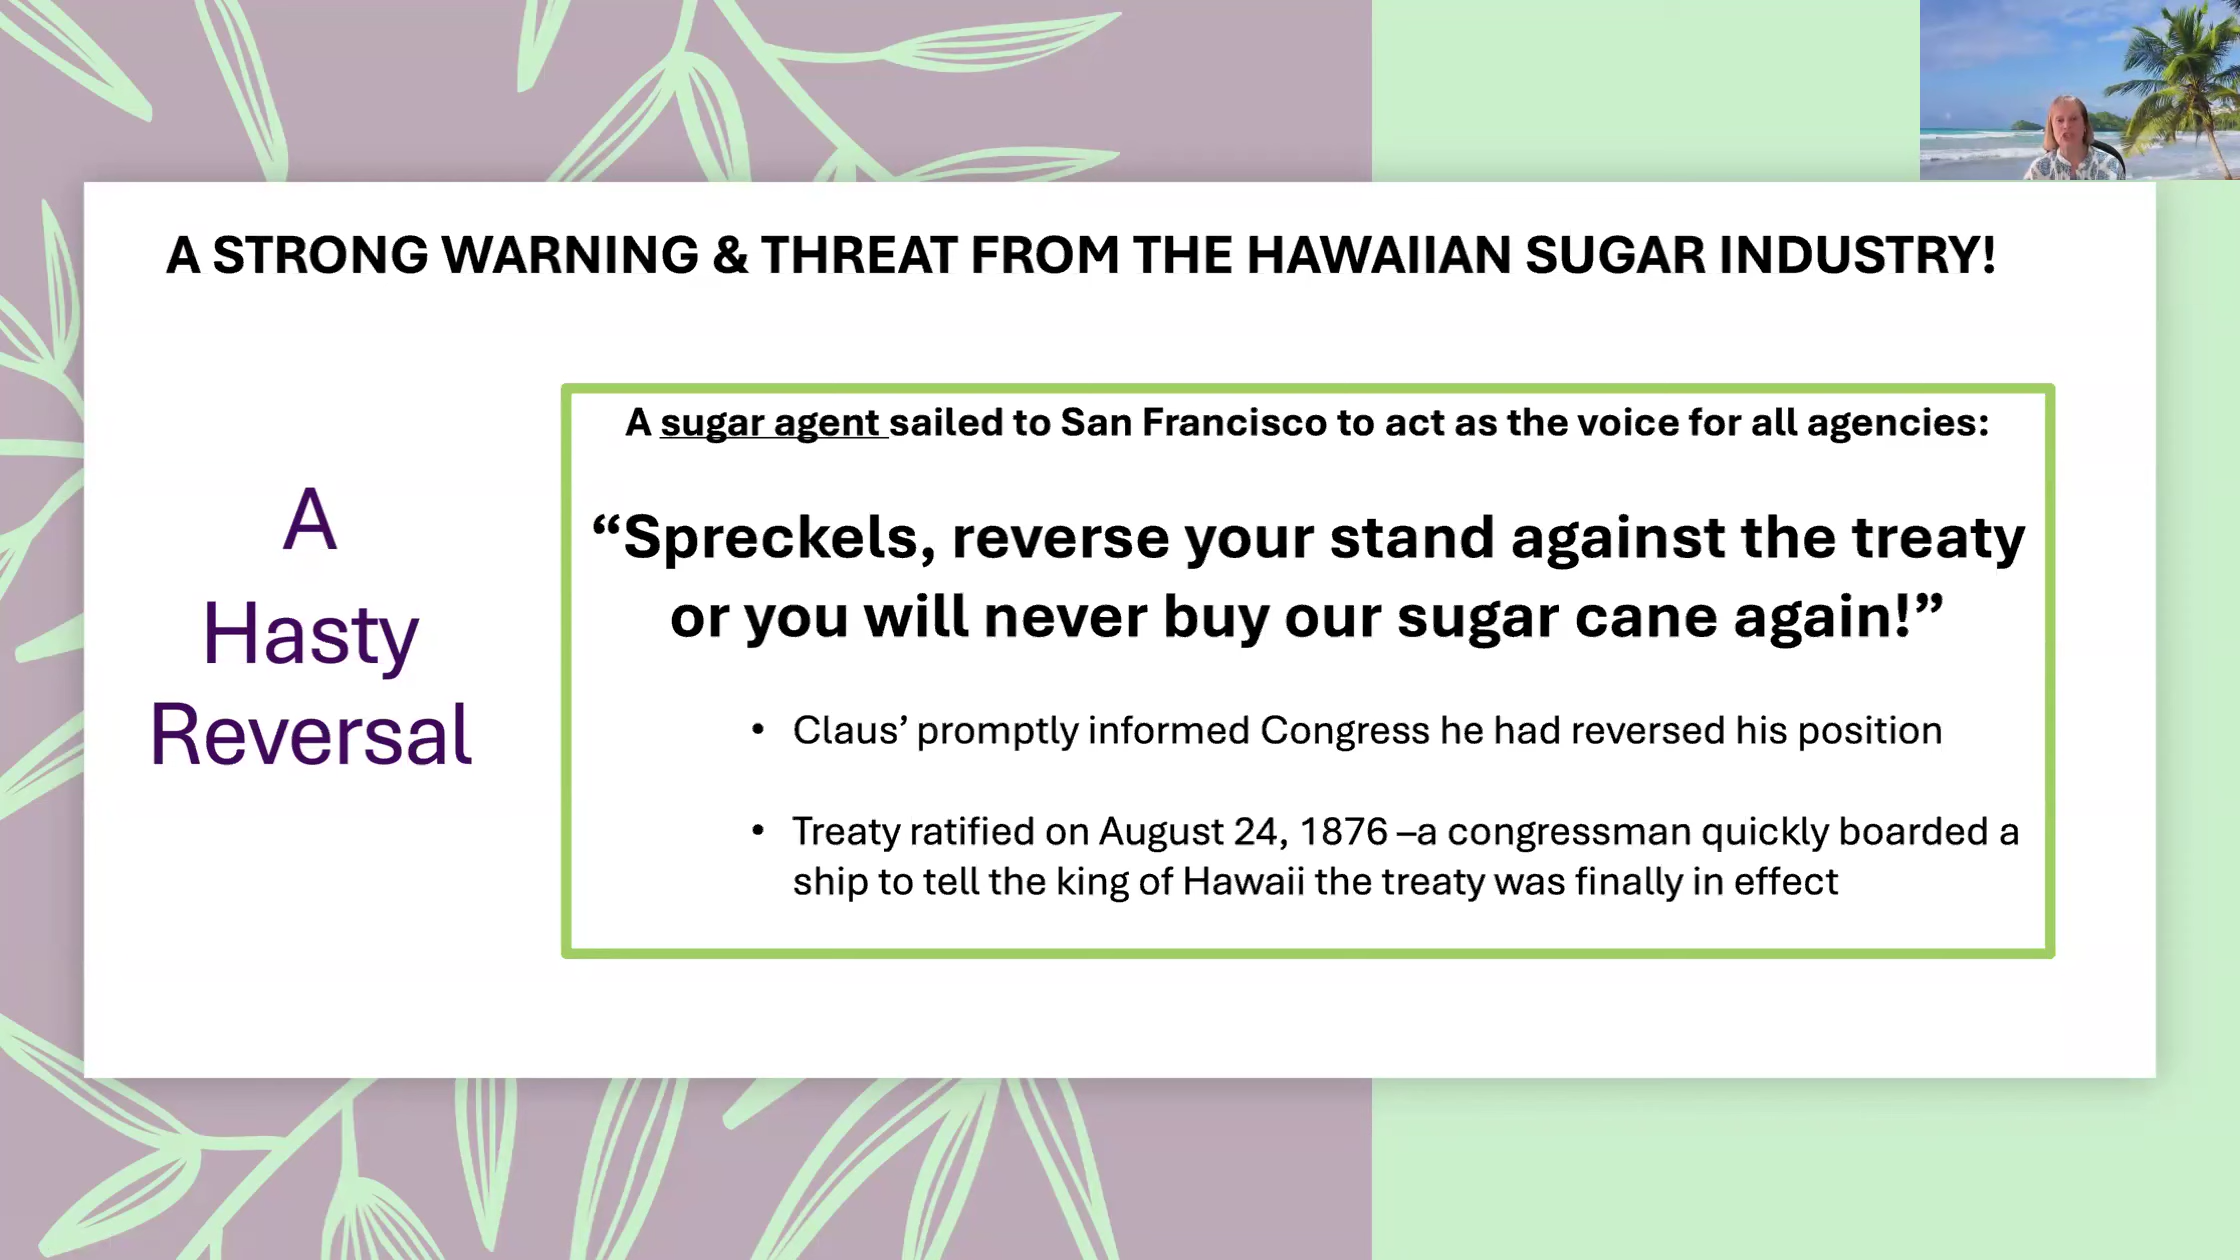 A STRONG WARNING & THREAT FROM THE HAWAIIAN SUGAR INDUSTRY!
A
Hasty
Reversal
A sugar agent sailed to San Francisco to act as the voice for all agencies:
“Spreckels, reverse your stand against the treaty
or you will never buy our sugar cane again!”
• Claus’ promptly informed Congress he had reversed his position
• Treaty ratified on August 24, 1876 –a congressman quickly boarded a
ship to tell the king of Hawaii the treaty was finally in effect